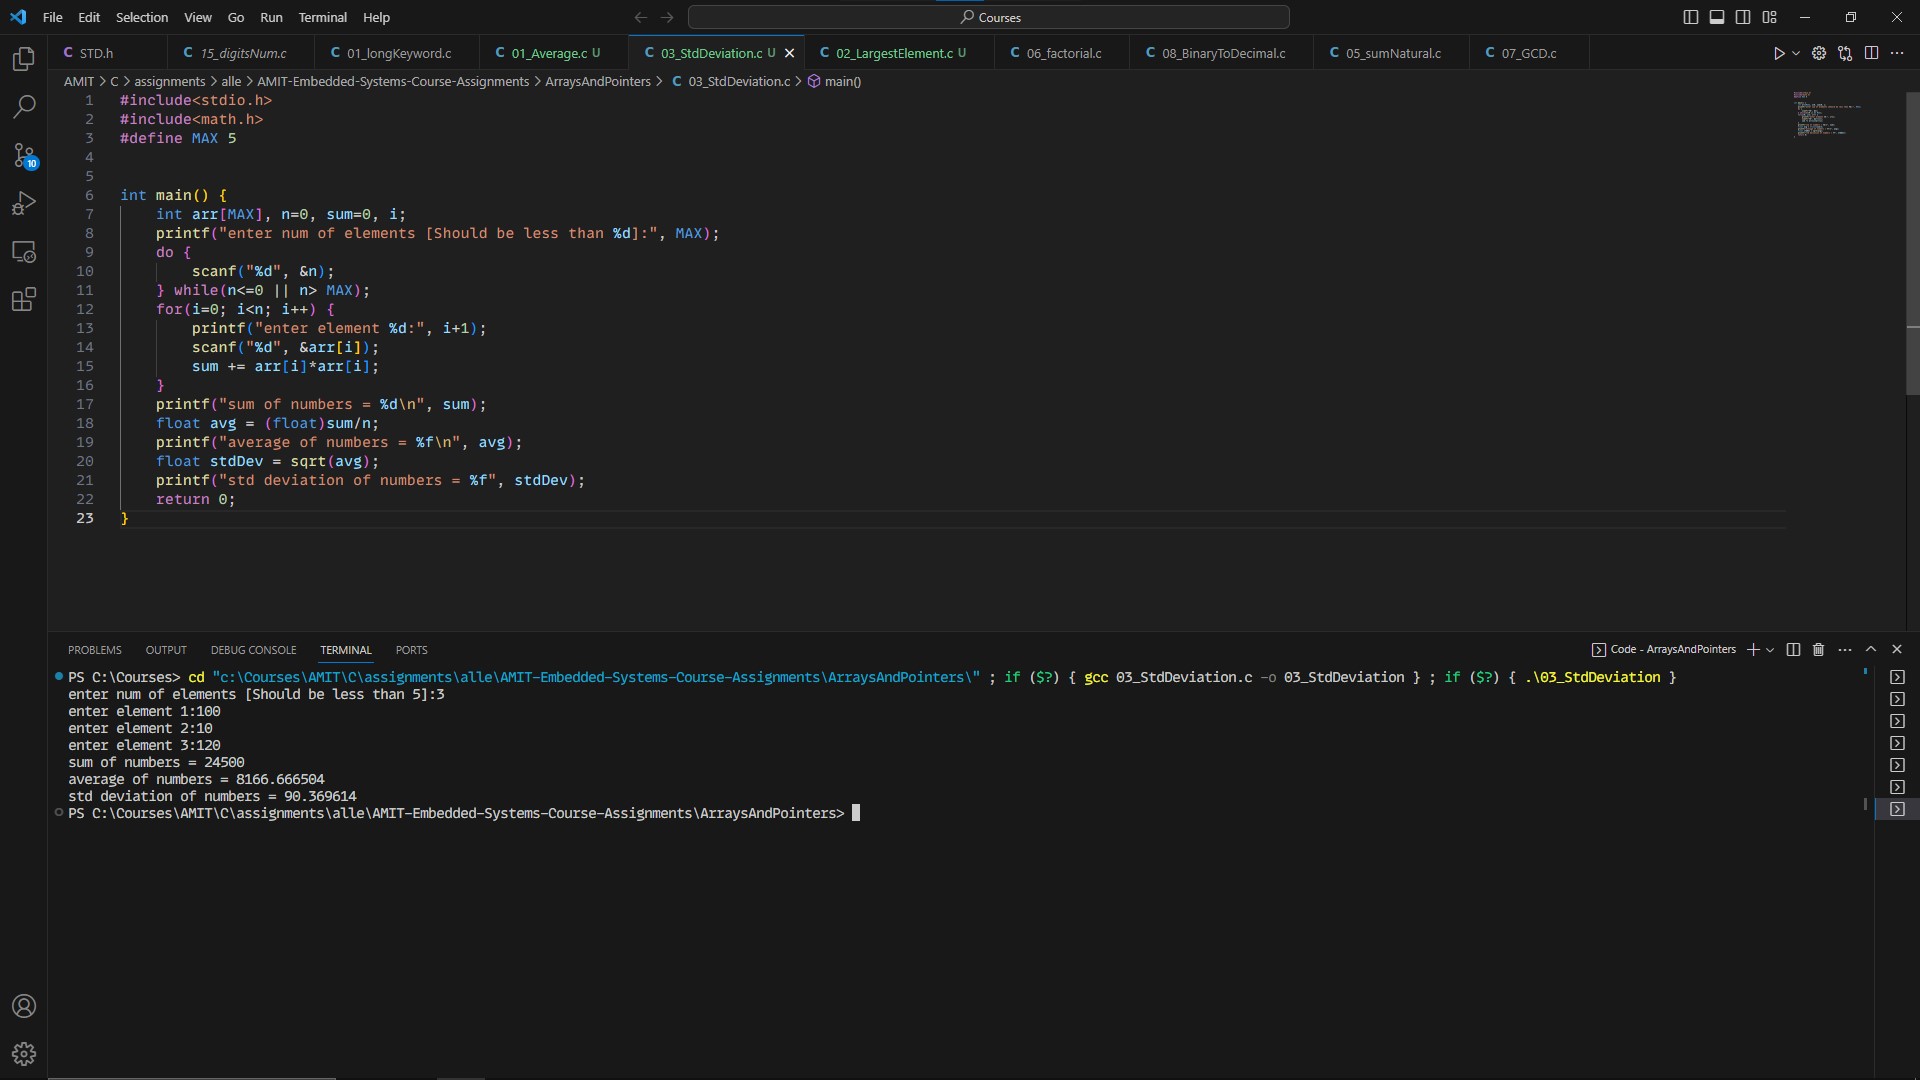 File Edit Selection View Go Run Terminal Help
Courses
STD.h 15_digitsNum.c 01_longKeyword.c 01_Average.c U 03_StdDeviation.c U 02_LargestElement.c U 06_factorial.c 08_BinaryToDecimal.c 05_sumNatural.c 07_GCD.c
AMIT > C > assignments > alle > AMIT-Embedded-Systems-Course-Assignments > ArraysAndPointers > C 03_StdDeviation.c > main()
1 #include<stdio.h>
2 #include<math.h>
3 #define MAX 5
4
5
6 int main() {
7 int arr[MAX], n=0, sum=0, i;
8 printf("enter num of elements [Should be less than %d]:", MAX);
9 do {
10 scanf("%d", &n);
11 } while(n<=0 || n> MAX);
12 for(i=0; i<n; i++) {
13 printf("enter element %d:", i+1);
14 scanf("%d", &arr[i]);
15 sum += arr[i]*arr[i];
16 }
17 printf("sum of numbers = %d\n", sum);
18 float avg = (float)sum/n;
19 printf("average of numbers = %f\n", avg);
20 float stdDev = sqrt(avg);
21 printf("std deviation of numbers = %f", stdDev);
22 return 0;
23 }
10
PROBLEMS OUTPUT DEBUG CONSOLE TERMINAL PORTS
Code - ArraysAndPointers
PS C:\Courses> cd "c:\Courses\AMIT\C\assignments\alle\AMIT-Embedded-Systems-Course-Assignments\ArraysAndPointers\" ; if ($?) { gcc 03_StdDeviation.c -o 03_StdDeviation } ; if ($?) { .\03_StdDeviation }
enter num of elements [Should be less than 5]:3
enter element 1:100
enter element 2:10
enter element 3:120
sum of numbers = 24500
average of numbers = 8166.666504
std deviation of numbers = 90.369614
PS C:\Courses\AMIT\C\assignments\alle\AMIT-Embedded-Systems-Course-Assignments\ArraysAndPointers>